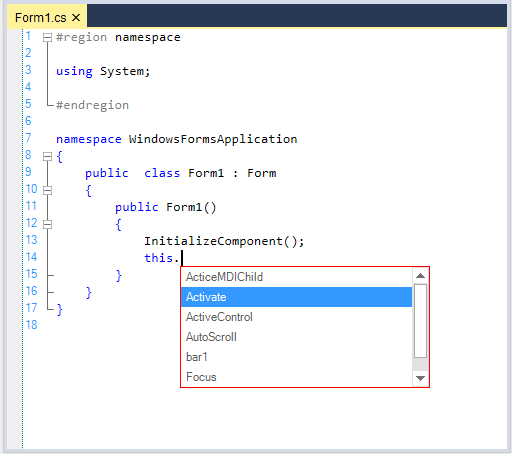 Form1.cs ×
1 #region namespace
2
3 using System;
4
5 #endregion
6
7 namespace WindowsFormsApplication
8 {
9 public  class Form1 : Form
10 {
11 public Form1()
12 {
13 InitializeComponent();
14 this.
ActiceMDIChild
15 }
Activate
16 }
ActiveControl
17 }
18
AutoScroll
bar1
Focus